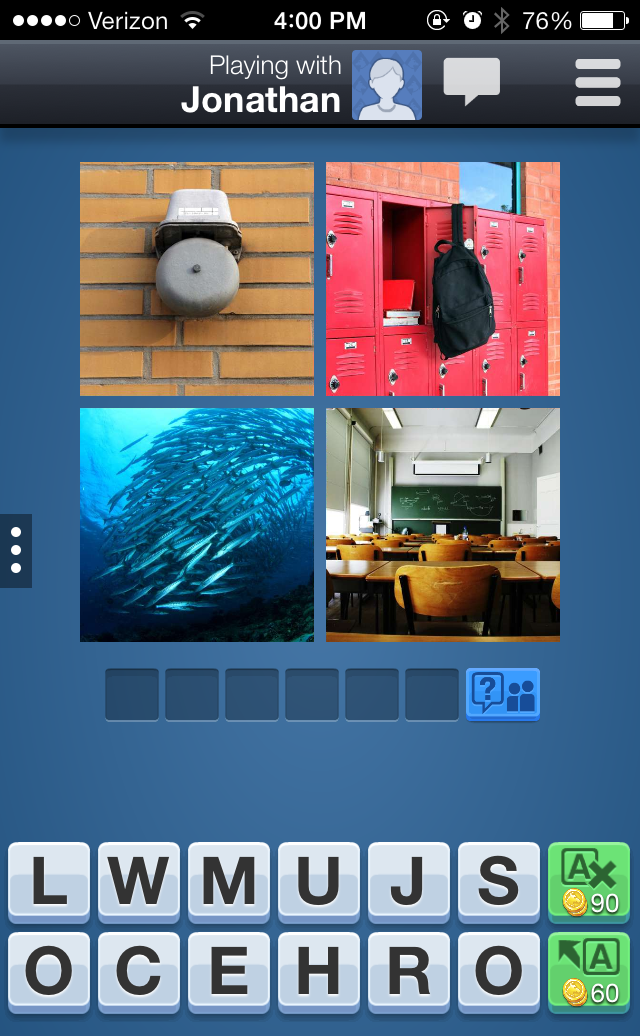 Verizon 4:00 PM 76%
Playing with
Jonathan
?
L W M U J S A 90
O C E H R O A 60